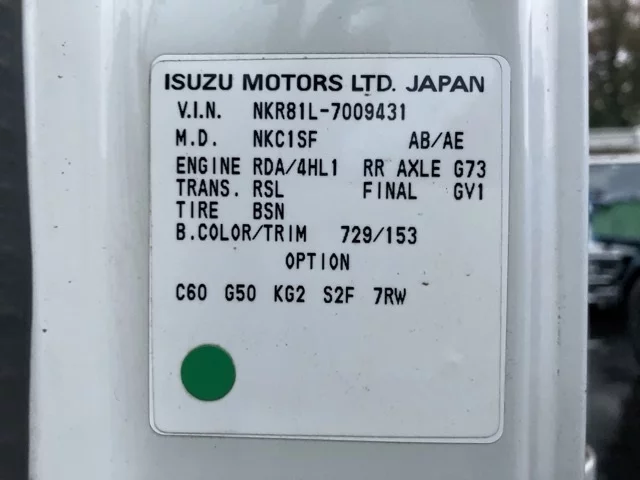 ISUZU MOTORS LTD. JAPAN
V.I.N. NKR81L-7009431
M.D. NKC1SF AB/AE
ENGINE RDA/4HL1 RR AXLE G73
TRANS. RSL FINAL GV1
TIRE BSN
B.COLOR/TRIM 729/153
OPTION
C60 G50 KG2 S2F 7RW